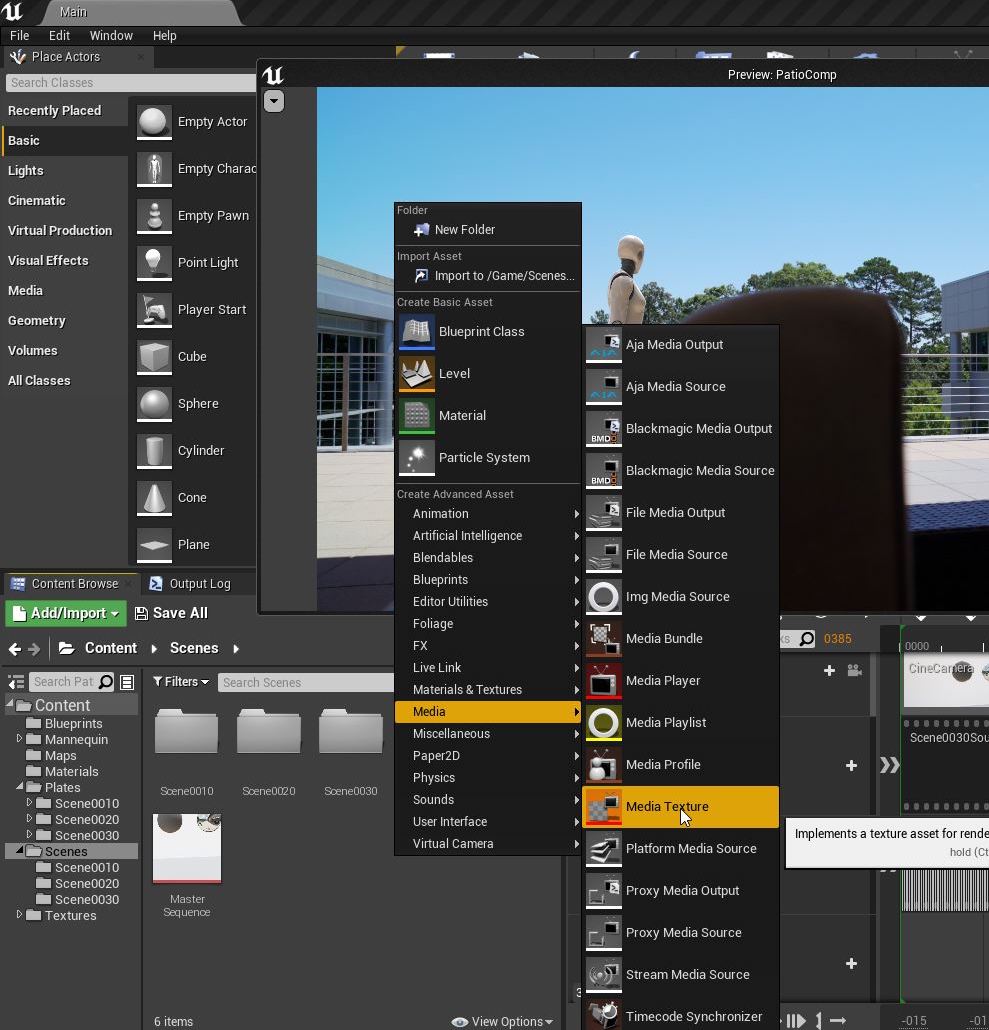 Main
File Edit Window Help
Place Actors
Search Classes
Recently Placed
Basic
Lights
Cinematic
Virtual Production
Visual Effects
Media
Geometry
Volumes
All Classes
Empty Actor
Empty Charac
Empty Pawn
Point Light
Player Start
Cube
Sphere
Cylinder
Cone
Plane
Preview: PatioComp
Folder
New Folder
Import Asset
Import to /Game/Scenes...
Create Basic Asset
Blueprint Class
Level
Material
Particle System
Create Advanced Asset
Animation
Artificial Intelligence
Blendables
Blueprints
Editor Utilities
Foliage
FX
Live Link
Materials & Textures
Media
Miscellaneous
Paper2D
Physics
Sounds
User Interface
Virtual Camera
Aja Media Output
Aja Media Source
BMD Blackmagic Media Output
BMD Blackmagic Media Source
File Media Output
File Media Source
Img Media Source
Media Bundle
Media Player
Media Playlist
Media Profile
Media Texture
Platform Media Source
Proxy Media Output
Proxy Media Source
Stream Media Source
Timecode Synchronizer
Implements a texture asset for rende
hold (Ct
Content Browse
Output Log
Add/Import
Save All
Content
Scenes
Search Pat
Filters
Search Scenes
Content
Blueprints
Mannequin
Maps
Materials
Plates
Scene0010
Scene0020
Scene0030
Scenes
Scene0010
Scene0020
Scene0030
Textures
Scene0010
Scene0020
Scene0030
Master
Sequence
6 items
View Options
ks
0385
0000
CineCamera
Scene0030Sou
3
-015
-01